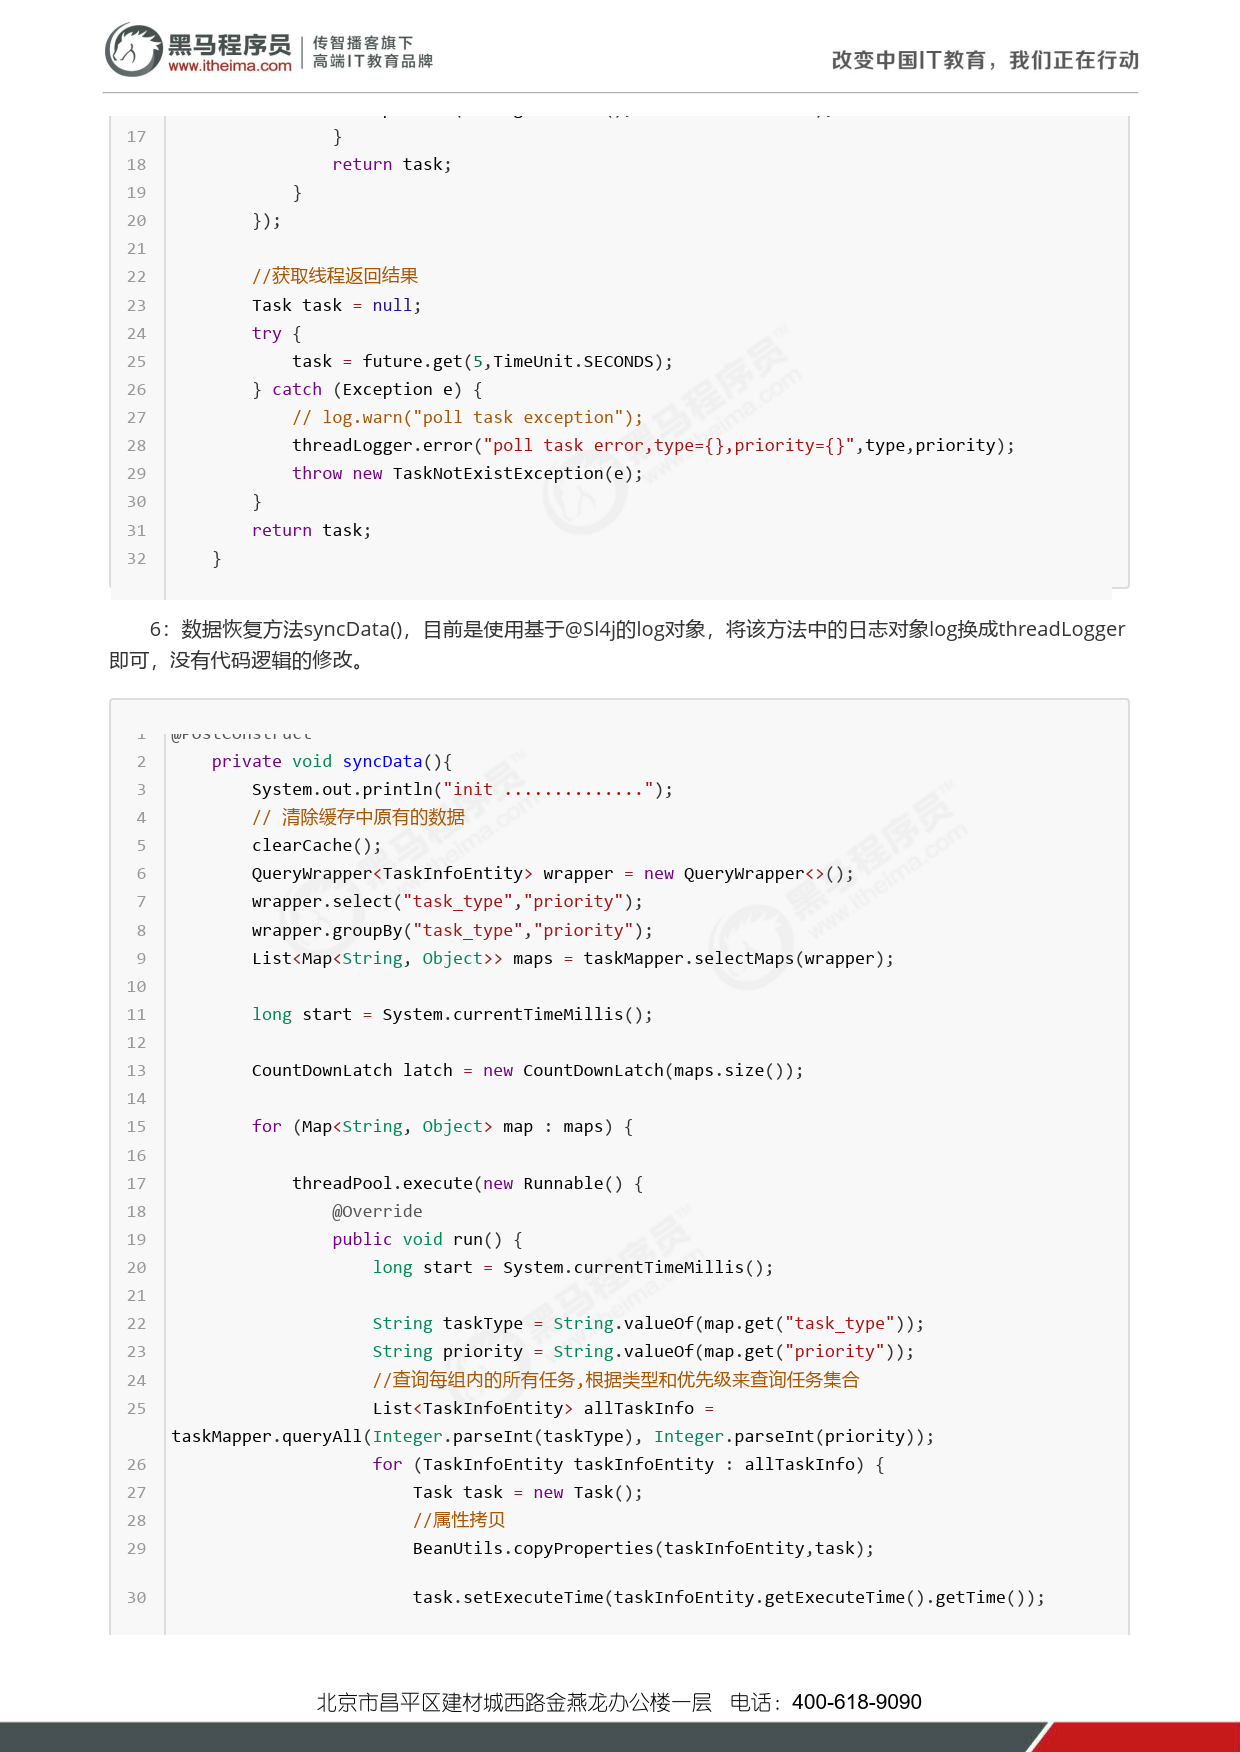 黑马程序员
www.itheima.com
传智播客旗下
高端IT教育品牌
改变中国IT教育，我们正在行动
17                 }
18                 return task;
19             }
20         });
21
22         //获取线程返回结果
23         Task task = null;
24         try {
25             task = future.get(5,TimeUnit.SECONDS);
26         } catch (Exception e) {
27             // log.warn("poll task exception");
28             threadLogger.error("poll task error,type={},priority={}",type,priority);
29             throw new TaskNotExistException(e);
30         }
31         return task;
32     }
6：数据恢复方法syncData()，目前是使用基于@Sl4j的log对象，将该方法中的日志对象log换成threadLogger
即可，没有代码逻辑的修改。
1 @PostConstruct
2     private void syncData(){
3         System.out.println("init ..............");
4         // 清除缓存中原有的数据
5         clearCache();
6         QueryWrapper<TaskInfoEntity> wrapper = new QueryWrapper<>();
7         wrapper.select("task_type","priority");
8         wrapper.groupBy("task_type","priority");
9         List<Map<String, Object>> maps = taskMapper.selectMaps(wrapper);
10
11         long start = System.currentTimeMillis();
12
13         CountDownLatch latch = new CountDownLatch(maps.size());
14
15         for (Map<String, Object> map : maps) {
16
17             threadPool.execute(new Runnable() {
18                 @Override
19                 public void run() {
20                     long start = System.currentTimeMillis();
21
22                     String taskType = String.valueOf(map.get("task_type"));
23                     String priority = String.valueOf(map.get("priority"));
24                     //查询每组内的所有任务,根据类型和优先级来查询任务集合
25                     List<TaskInfoEntity> allTaskInfo =
taskMapper.queryAll(Integer.parseInt(taskType), Integer.parseInt(priority));
26                     for (TaskInfoEntity taskInfoEntity : allTaskInfo) {
27                         Task task = new Task();
28                         //属性拷贝
29                         BeanUtils.copyProperties(taskInfoEntity,task);
30                         task.setExecuteTime(taskInfoEntity.getExecuteTime().getTime());
北京市昌平区建材城西路金燕龙办公楼一层   电话：400-618-9090